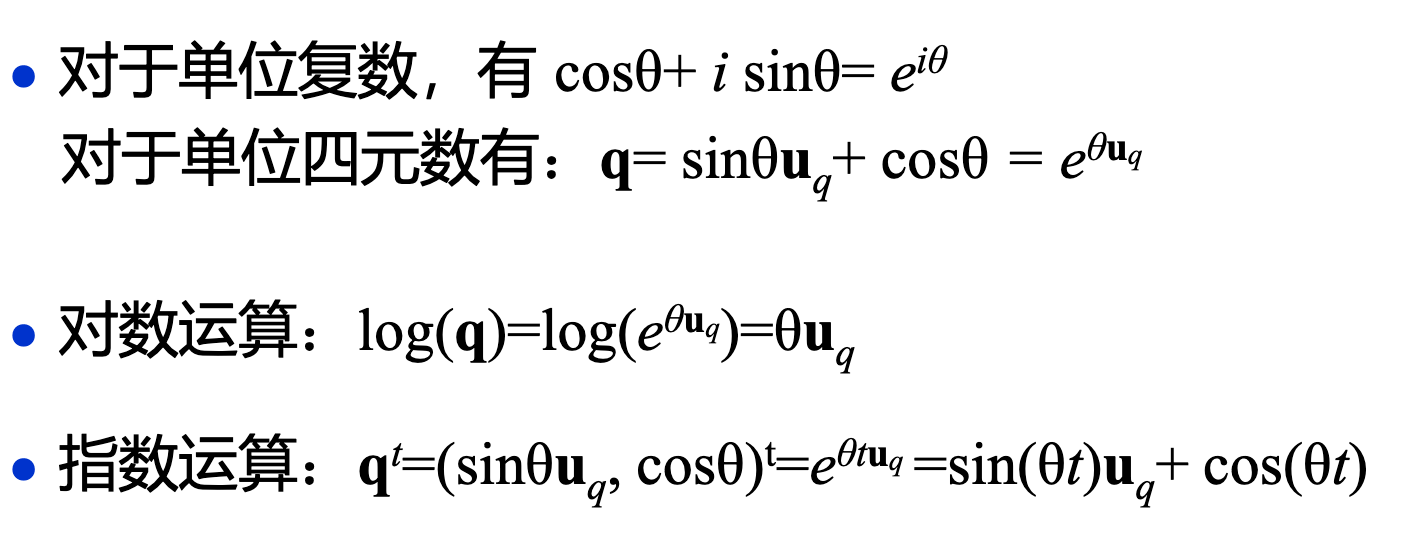 • 对于单位复数，有 cosθ+ i sinθ= e^{iθ}
对于单位四元数有：q= sinθu_q+ cosθ = e^{θu_q}
• 对数运算：log(q)=log(e^{θu_q})=θu_q
• 指数运算：q^t=(sinθu_q, cosθ)^t=e^{θtu_q}=sin(θt)u_q+ cos(θt)